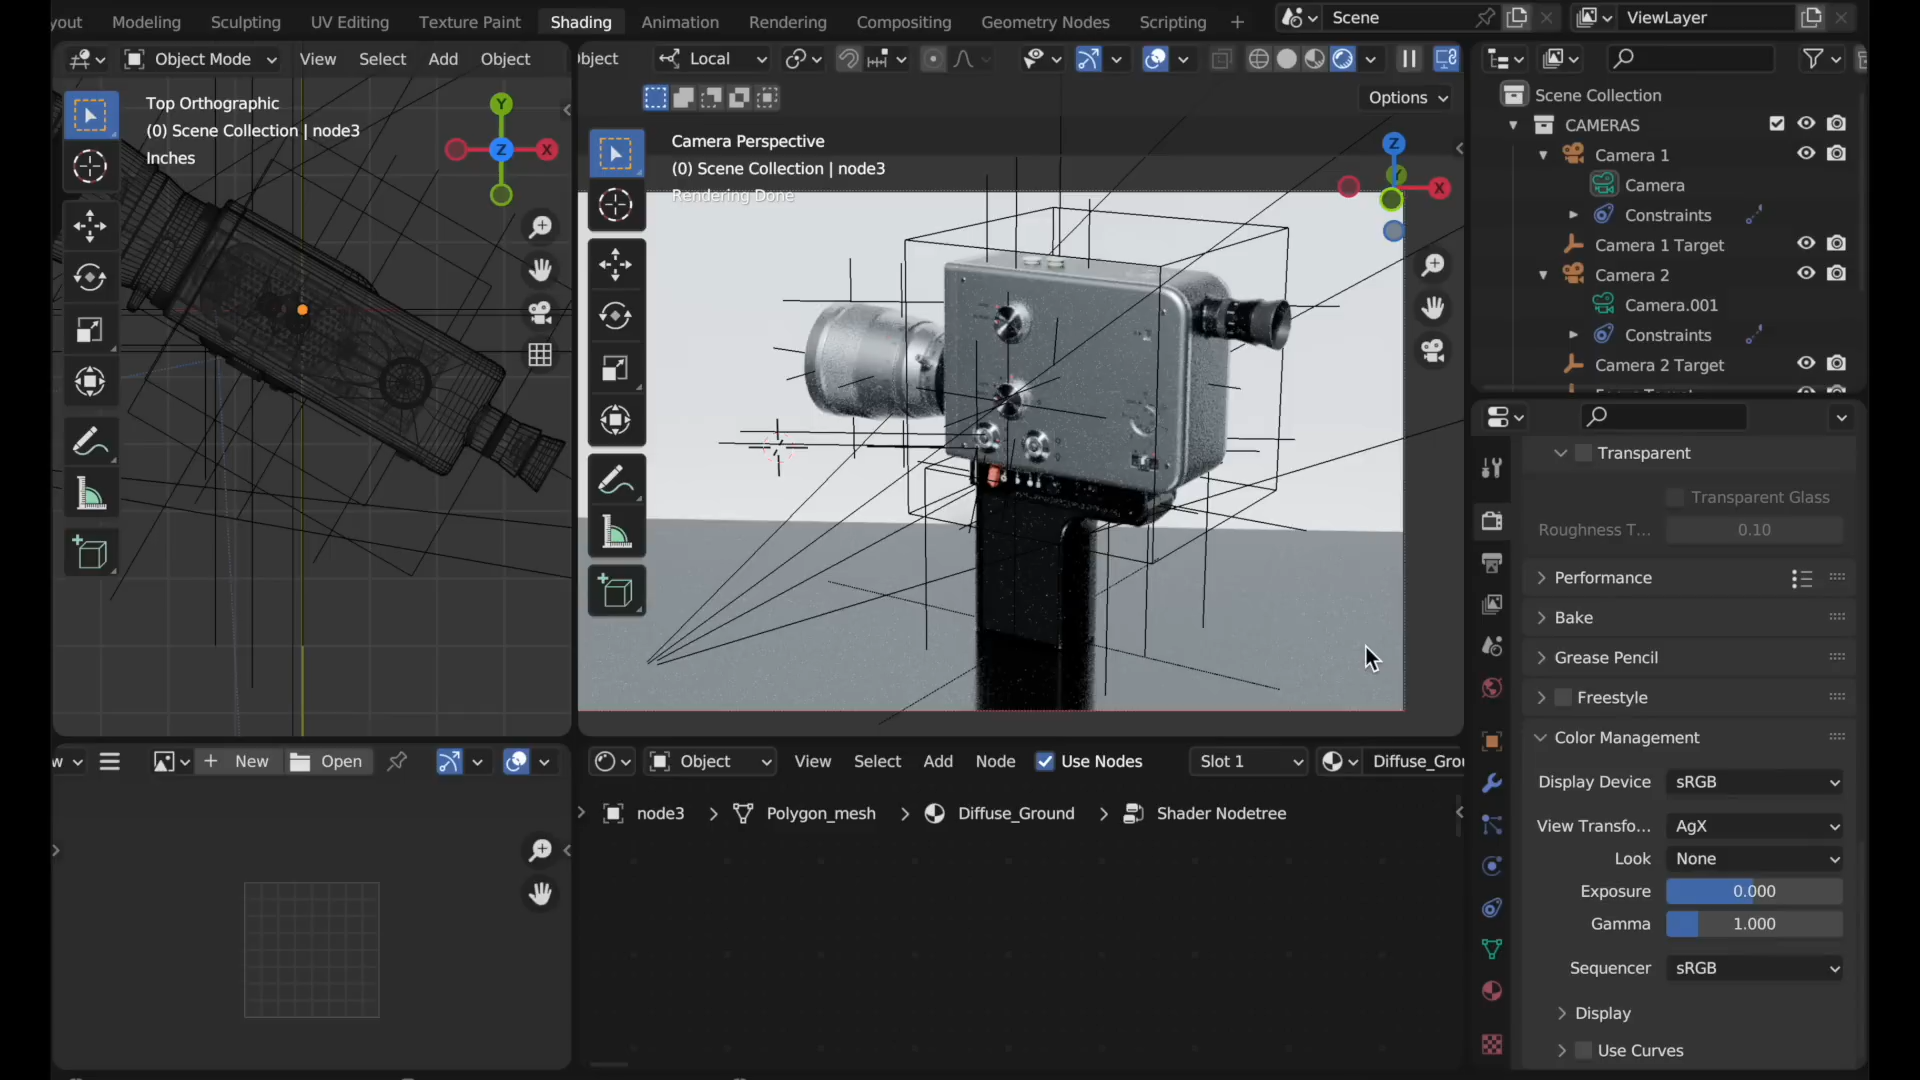 yout Modeling Sculpting UV Editing Texture Paint Shading Animation Rendering Compositing Geometry Nodes Scripting + Scene ViewLayer
Object Mode View Select Add Object
bject Local
Options
Top Orthographic
(0) Scene Collection | node3
Inches
Y
X
Z
Camera Perspective
(0) Scene Collection | node3
Rendering Done
Z
Y
X
Scene Collection
CAMERAS
Camera 1
Camera
Constraints
Camera 1 Target
Camera 2
Camera.001
Constraints
Camera 2 Target
Transparent
Transparent Glass
Roughness T... 0.10
Performance
Bake
Grease Pencil
Freestyle
Color Management
Display Device sRGB
View Transfo... AgX
Look None
Exposure 0.000
Gamma 1.000
Sequencer sRGB
Display
Use Curves
w + New Open
Object View Select Add Node Use Nodes Slot 1 Diffuse_Grou
node3 > Polygon_mesh > Diffuse_Ground > Shader Nodetree